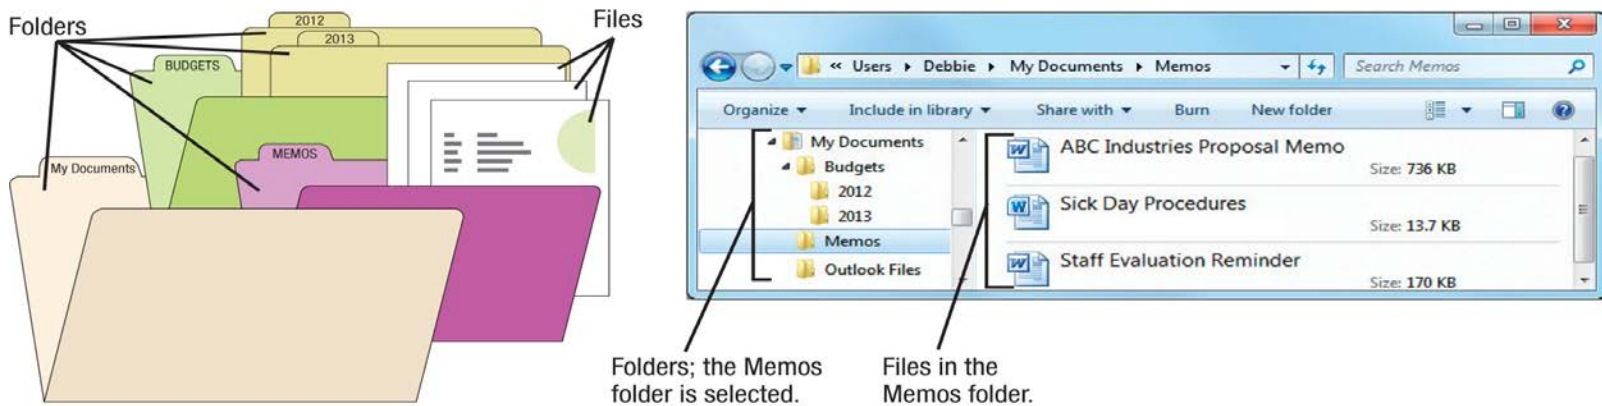 Folders
Files
2012
2013
BUDGETS
MEMOS
My Documents
« Users ▸ Debbie ▸ My Documents ▸ Memos
Search Memos
Organize ▾ Include in library ▾ Share with ▾ Burn New folder
My Documents
Budgets
2012
2013
Memos
Outlook Files
ABC Industries Proposal Memo
Size: 736 KB
Sick Day Procedures
Size: 13.7 KB
Staff Evaluation Reminder
Size: 170 KB
Folders; the Memos
folder is selected.
Files in the
Memos folder.